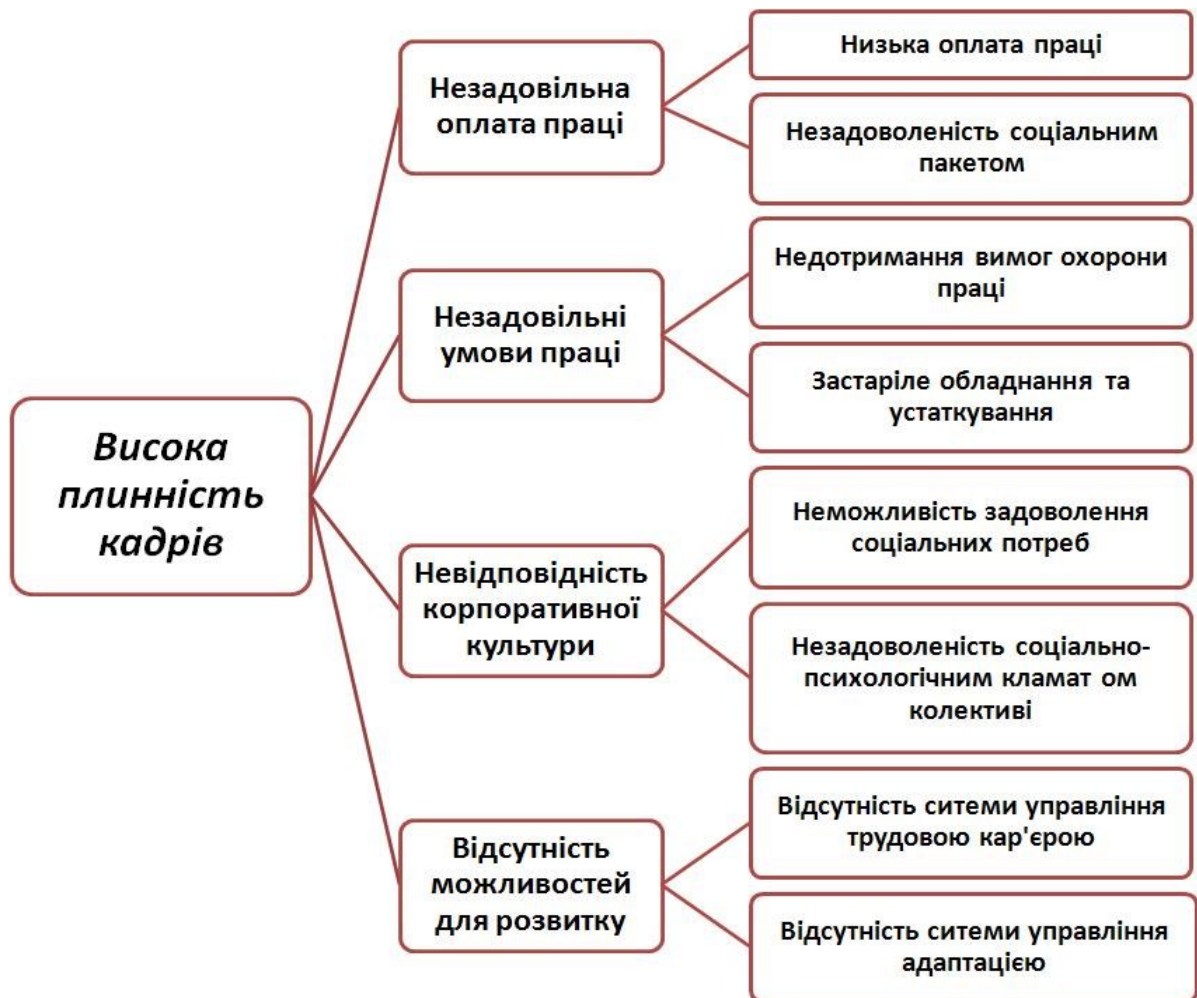 Висока
плинність
кадрів
Незадовільна
оплата праці
Низька оплата праці
Незадоволеність соціальним
пакетом
Незадовільні
умови праці
Недотримання вимог охорони
праці
Застаріле обладнання та
устаткування
Невідповідність
корпоративної
культури
Неможливість задоволення
соціальних потреб
Незадоволеність соціально-
психологічним кламат ом
колективі
Відсутність
можливостей
для розвитку
Відсутність ситеми управління
трудовою кар'єрою
Відсутність ситеми управління
адаптацією